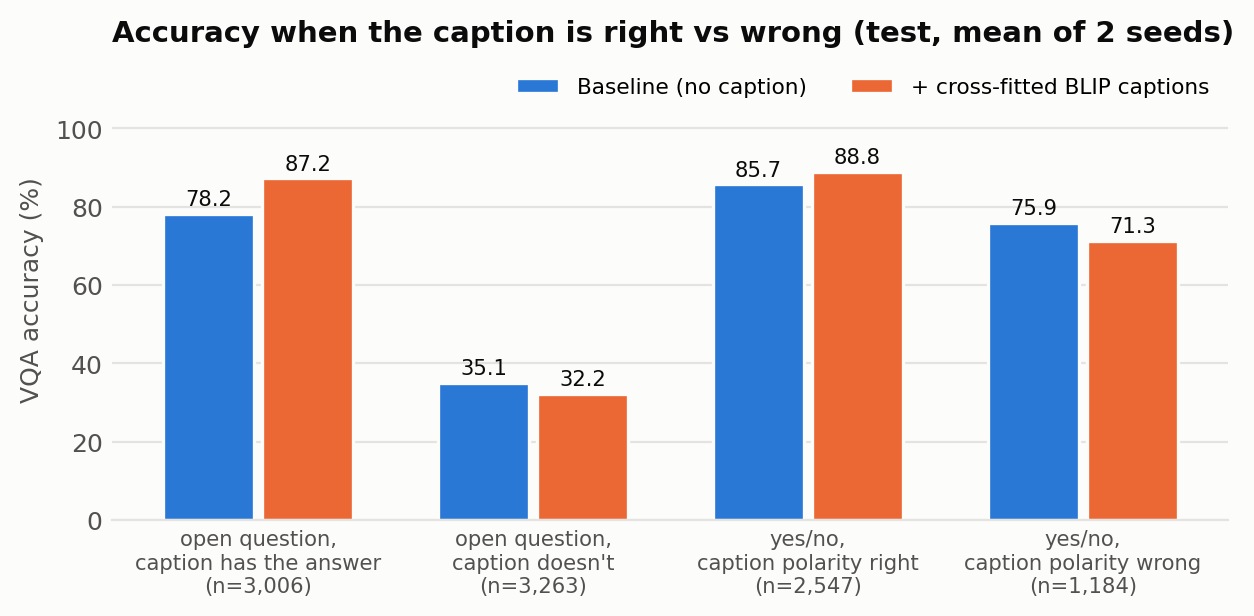 Accuracy when the caption is right vs wrong (test, mean of 2 seeds)
Baseline (no caption)
+ cross-fitted BLIP captions
VQA accuracy (%)
100
80
60
40
20
0
78.2
87.2
35.1
32.2
85.7
88.8
75.9
71.3
open question,
caption has the answer
(n=3,006)
open question,
caption doesn't
(n=3,263)
yes/no,
caption polarity right
(n=2,547)
yes/no,
caption polarity wrong
(n=1,184)